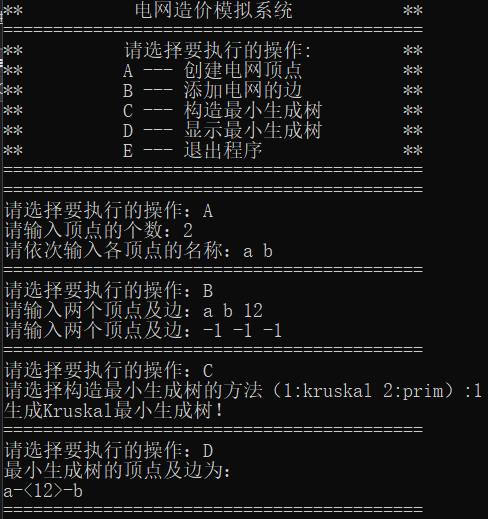 **          电网造价模拟系统          **
==========================================
**          请选择要执行的操作:         **
**          A --- 创建电网顶点        **
**          B --- 添加电网的边        **
**          C --- 构造最小生成树      **
**          D --- 显示最小生成树      **
**          E --- 退出程序            **
==========================================
==========================================
请选择要执行的操作：A
请输入顶点的个数：2
请依次输入各顶点的名称：a b
==========================================
请选择要执行的操作：B
请输入两个顶点及边：a b 12
请输入两个顶点及边：-1 -1 -1
==========================================
请选择要执行的操作：C
请选择构造最小生成树的方法（1:kruskal 2:prim）:1
生成Kruskal最小生成树！
==========================================
请选择要执行的操作：D
最小生成树的顶点及边为：
a-<12>-b
==========================================